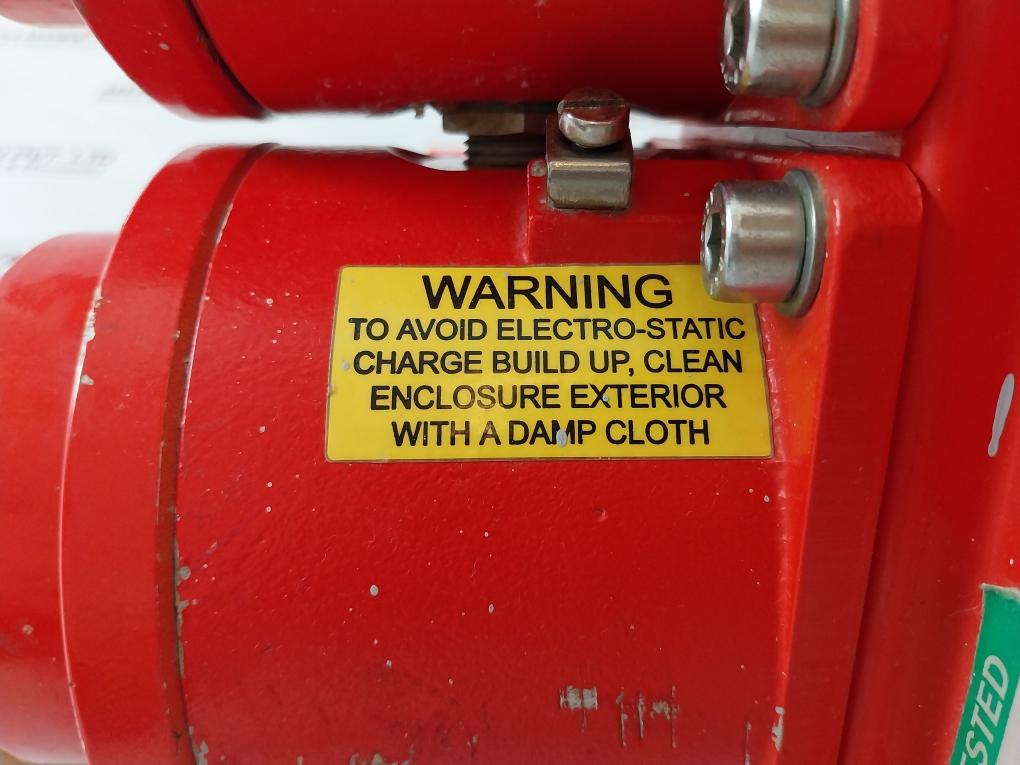 WARNING
TO AVOID ELECTRO-STATIC
CHARGE BUILD UP, CLEAN
ENCLOSURE EXTERIOR
WITH A DAMP CLOTH